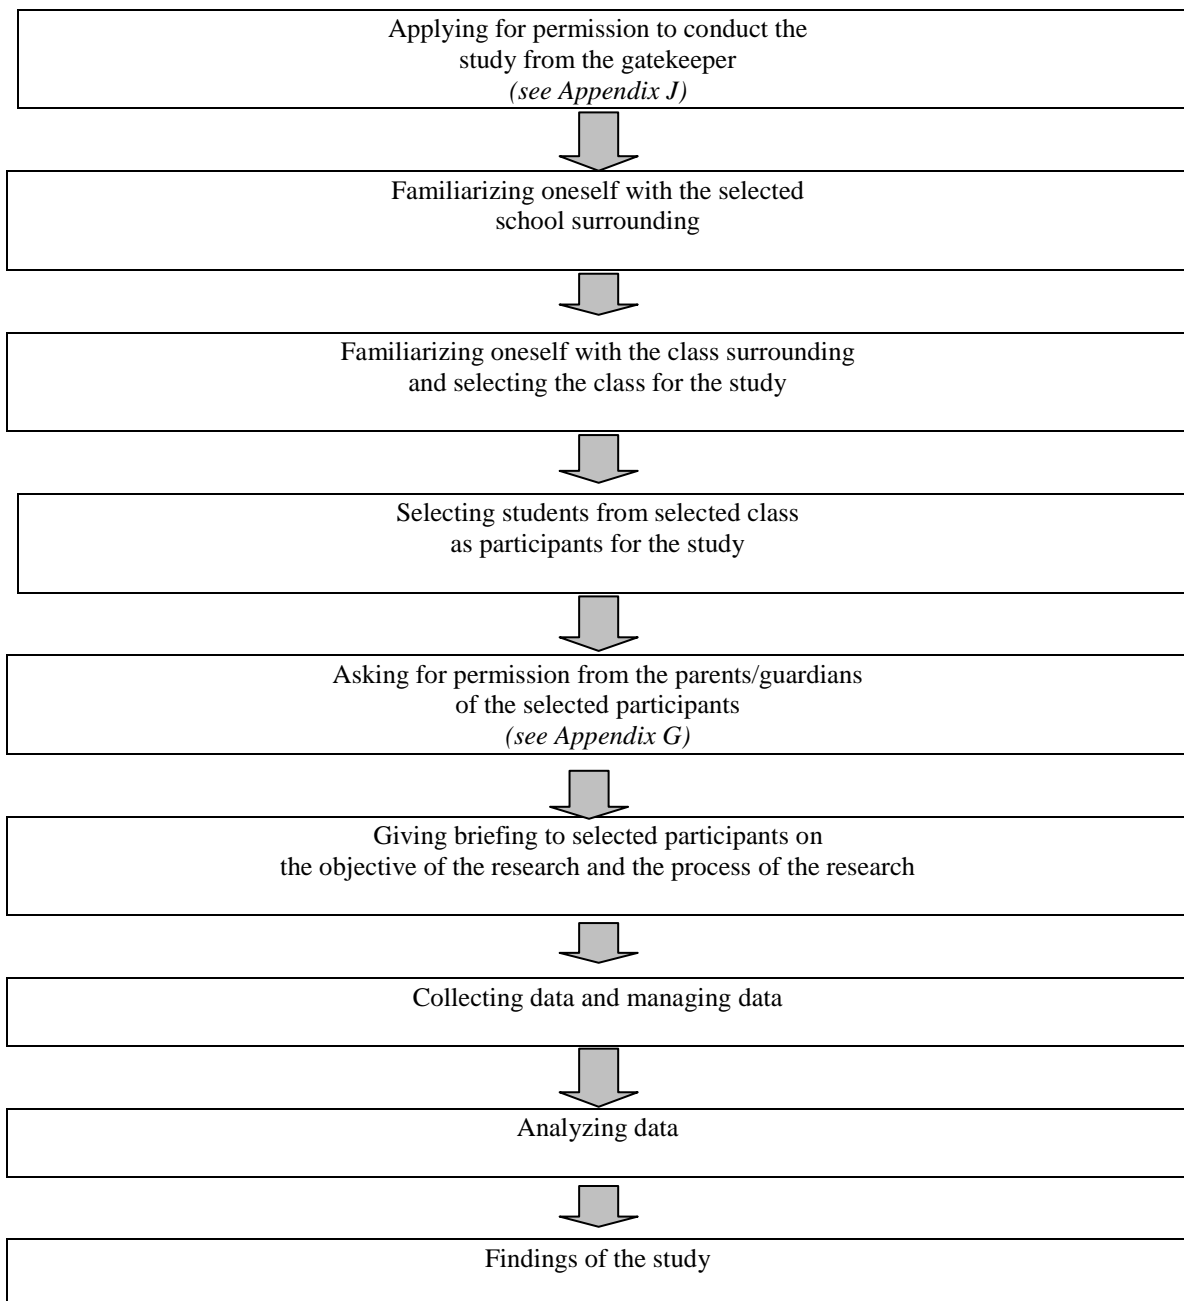 Applying for permission to conduct the
study from the gatekeeper
(see Appendix J)
Familiarizing oneself with the selected
school surrounding
Familiarizing oneself with the class surrounding
and selecting the class for the study
Selecting students from selected class
as participants for the study
Asking for permission from the parents/guardians
of the selected participants
(see Appendix G)
Giving briefing to selected participants on
the objective of the research and the process of the research
Collecting data and managing data
Analyzing data
Findings of the study